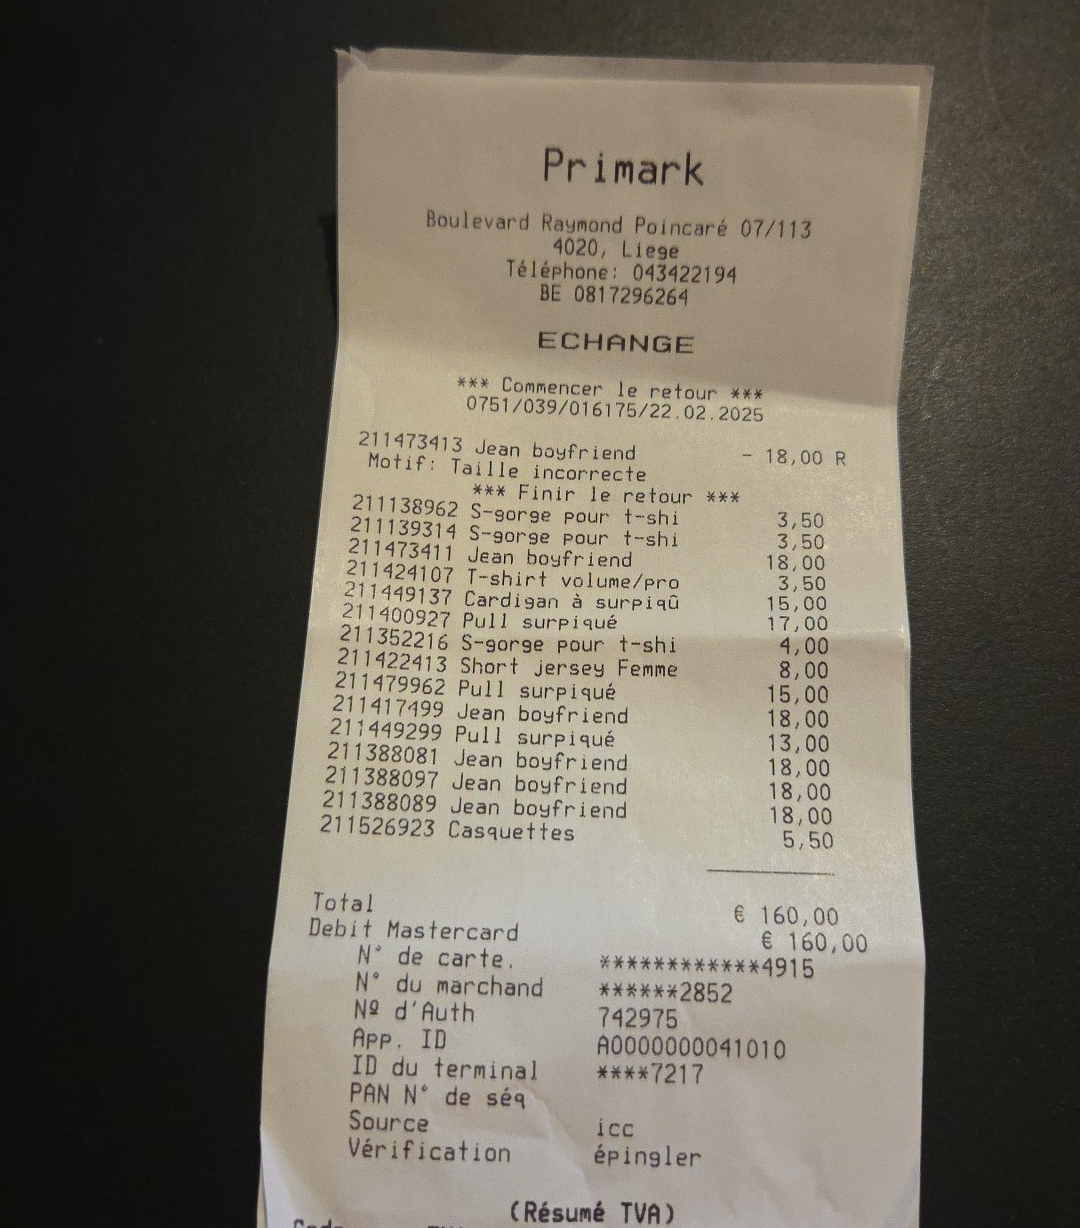 Primark
Boulevard Raymond Poincaré 07/113
4020, Liege
Téléphone: 043422194
BE 0817296264
ECHANGE
*** Commencer le retour ***
0751/039/016175/22.02.2025
211473413 Jean boyfriend - 18,00 R
Motif: Taille incorrecte
*** Finir le retour ***
211138962 S-gorge pour t-shi 3,50
211139314 S-gorge pour t-shi 3,50
211473411 Jean boyfriend 18,00
211424107 T-shirt volume/pro 3,50
211449137 Cardigan à surpiqû 15,00
211400927 Pull surpiqué 17,00
211352216 S-gorge pour t-shi 4,00
211422413 Short jersey Femme 8,00
211479962 Pull surpiqué 15,00
211417499 Jean boyfriend 18,00
211449299 Pull surpiqué 13,00
211388081 Jean boyfriend 18,00
211388097 Jean boyfriend 18,00
211388089 Jean boyfriend 18,00
211526923 Casquettes 5,50
Total € 160,00
Debit Mastercard € 160,00
N° de carte. ************4915
N° du marchand ******2852
Nº d'Auth 742975
App. ID A0000000041010
ID du terminal ****7217
PAN N° de séq
Source icc
Vérification épingler
(Résumé TVA)